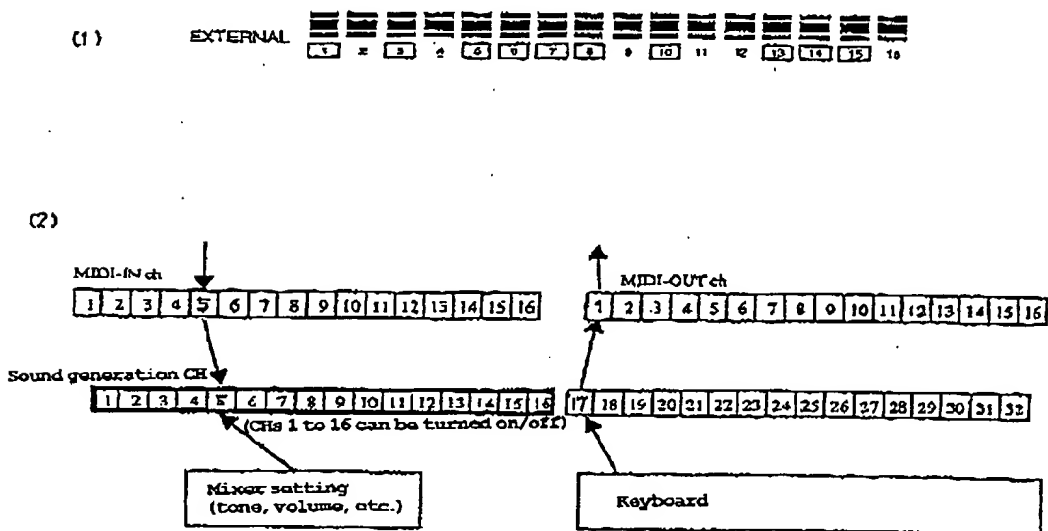 (1) EXTERNAL
1 2 3 4 5 6 7 8 9 10 11 12 13 14 15 16
(2)
MIDI-IN ch
1 2 3 4 5 6 7 8 9 10 11 12 13 14 15 16
MIDI-OUT ch
1 2 3 4 5 6 7 8 9 10 11 12 13 14 15 16
Sound generation CH
1 2 3 4 5 6 7 8 9 10 11 12 13 14 15 16
17 18 19 20 21 22 23 24 25 26 27 28 29 30 31 32
(CHs 1 to 16 can be turned on/off)
Mixer setting
(tone, volume, etc.)
Keyboard